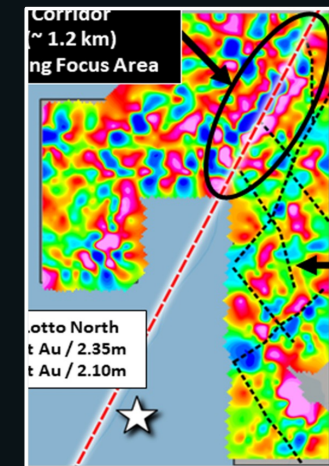 Corridor
(~ 1.2 km)
ng Focus Area
Lotto North
t Au / 2.35m
t Au / 2.10m